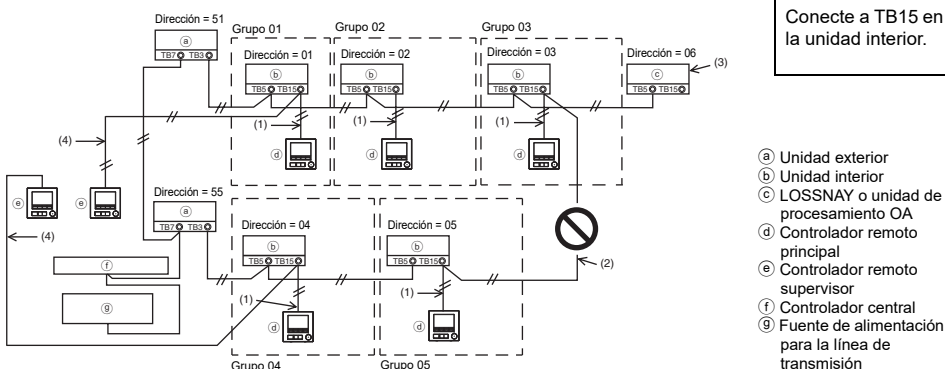 Dirección = 51
ⓐ
TB7 TB3
Grupo 01
Dirección = 01
ⓑ
TB5 TB15
(1)
ⓓ
Grupo 02
Dirección = 02
ⓑ
TB5 TB15
(1)
ⓓ
Grupo 03
Dirección = 03
ⓑ
TB5 TB15
(1)
ⓓ
Dirección = 06
ⓒ
TB5 TB15
(3)
(4)
ⓔ
ⓔ
(4)
Dirección = 55
ⓐ
TB7 TB3
ⓕ
ⓖ
Dirección = 04
ⓑ
TB5 TB15
(1)
ⓓ
Grupo 04
Dirección = 05
ⓑ
TB5 TB15
(1)
ⓓ
Grupo 05
(2)
Conecte a TB15 en
la unidad interior.
ⓐ Unidad exterior
ⓑ Unidad interior
ⓒ LOSSNAY o unidad de
procesamiento OA
ⓓ Controlador remoto
principal
ⓔ Controlador remoto
supervisor
ⓕ Controlador central
ⓖ Fuente de alimentación
para la línea de
transmisión